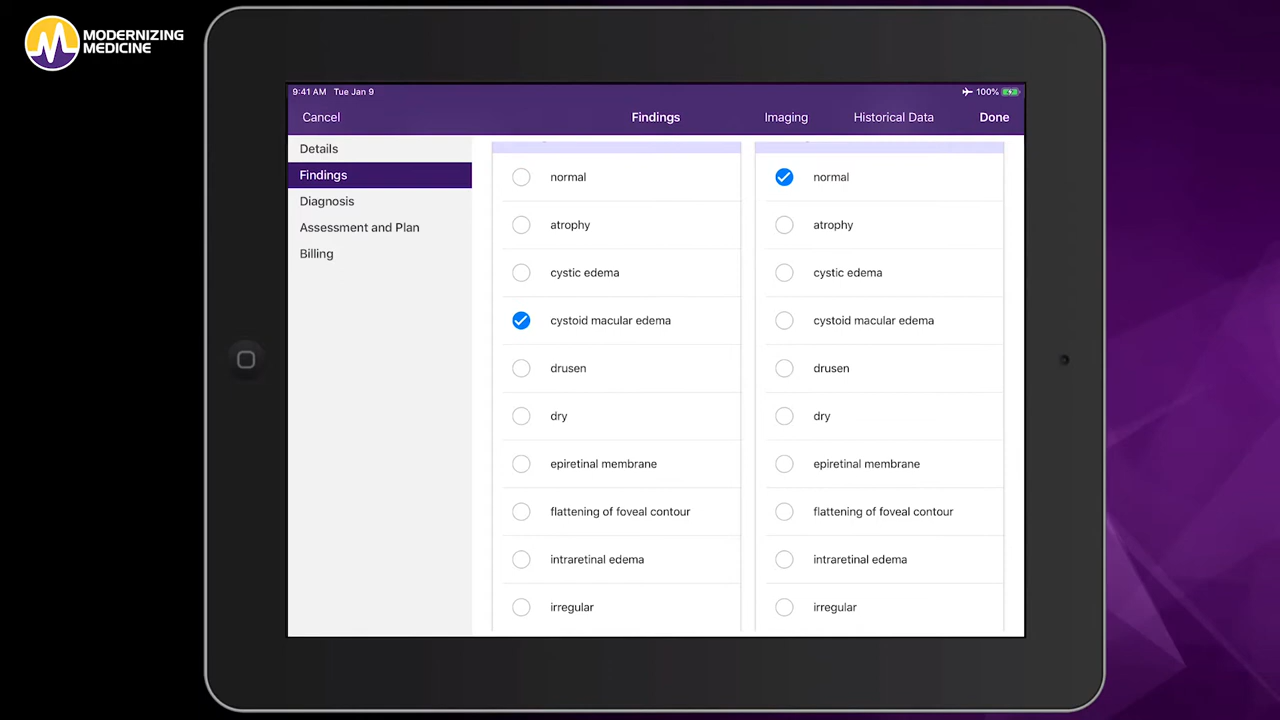 MODERNIZING
MEDICINE
9:41 AM Tue Jan 9
100%
Cancel
Findings
Imaging
Historical Data
Done
Details
Findings
Diagnosis
Assessment and Plan
Billing
normal
atrophy
cystic edema
cystoid macular edema
drusen
dry
epiretinal membrane
flattening of foveal contour
intraretinal edema
irregular
normal
atrophy
cystic edema
cystoid macular edema
drusen
dry
epiretinal membrane
flattening of foveal contour
intraretinal edema
irregular